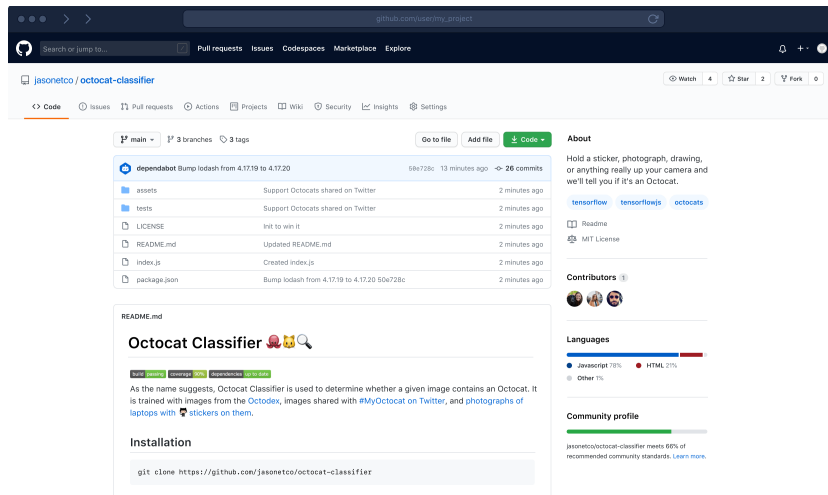 github.com/user/my_project
Search or jump to...
/
Pull requests Issues Codespaces Marketplace Explore
jasonetco / octocat-classifier
Watch 4
Star 2
Fork 0
Code Issues Pull requests Actions Projects Wiki Security Insights Settings
main 3 branches 3 tags
Go to file Add file Code
dependabot Bump lodash from 4.17.19 to 4.17.20
50e728c 13 minutes ago 26 commits
assets Support Octocats shared on Twitter 2 minutes ago
tests Support Octocats shared on Twitter 2 minutes ago
LICENSE Init to win it 2 minutes ago
README.md Updated README.md 2 minutes ago
index.js Created index.js 2 minutes ago
package.json Bump lodash from 4.17.19 to 4.17.20 50e728c 2 minutes ago
README.md
Octocat Classifier
build passing coverage 90% dependencies up to date
As the name suggests, Octocat Classifier is used to determine whether a given image contains an Octocat. It
is trained with images from the Octodex, images shared with #MyOctocat on Twitter, and photographs of
laptops with stickers on them.
Installation
git clone https://github.com/jasonetco/octocat-classifier
About
Hold a sticker, photograph, drawing,
or anything really up your camera and
we'll tell you if it's an Octocat.
tensorflow tensorflowjs octocats
Readme
MIT License
Contributors 1
Languages
Javascript 78% HTML 21%
Other 1%
Community profile
jasonetco/octocat-classifier meets 66% of
recommended community standards. Learn more.